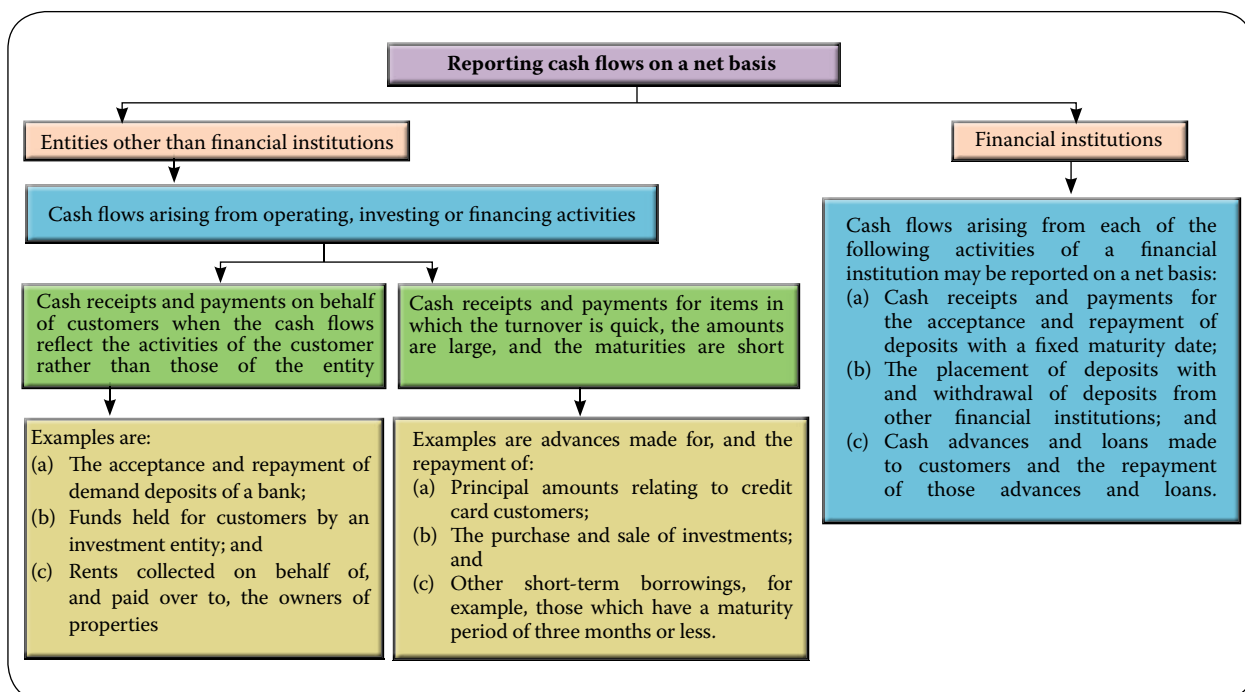 Reporting cash flows on a net basis
Entities other than financial institutions
Financial institutions
Cash flows arising from operating, investing or financing activities
Cash receipts and payments on behalf
of customers when the cash flows
reflect the activities of the customer
rather than those of the entity
Cash receipts and payments for items in
which the turnover is quick, the amounts
are large, and the maturities are short
Examples are:
(a) The acceptance and repayment of
demand deposits of a bank;
(b) Funds held for customers by an
investment entity; and
(c) Rents collected on behalf of,
and paid over to, the owners of
properties
Examples are advances made for, and the
repayment of:
(a) Principal amounts relating to credit
card customers;
(b) The purchase and sale of investments;
and
(c) Other short-term borrowings, for
example, those which have a maturity
period of three months or less.
Cash flows arising from each of the
following activities of a financial
institution may be reported on a net basis:
(a) Cash receipts and payments for
the acceptance and repayment of
deposits with a fixed maturity date;
(b) The placement of deposits with
and withdrawal of deposits from
other financial institutions; and
(c) Cash advances and loans made
to customers and the repayment
of those advances and loans.